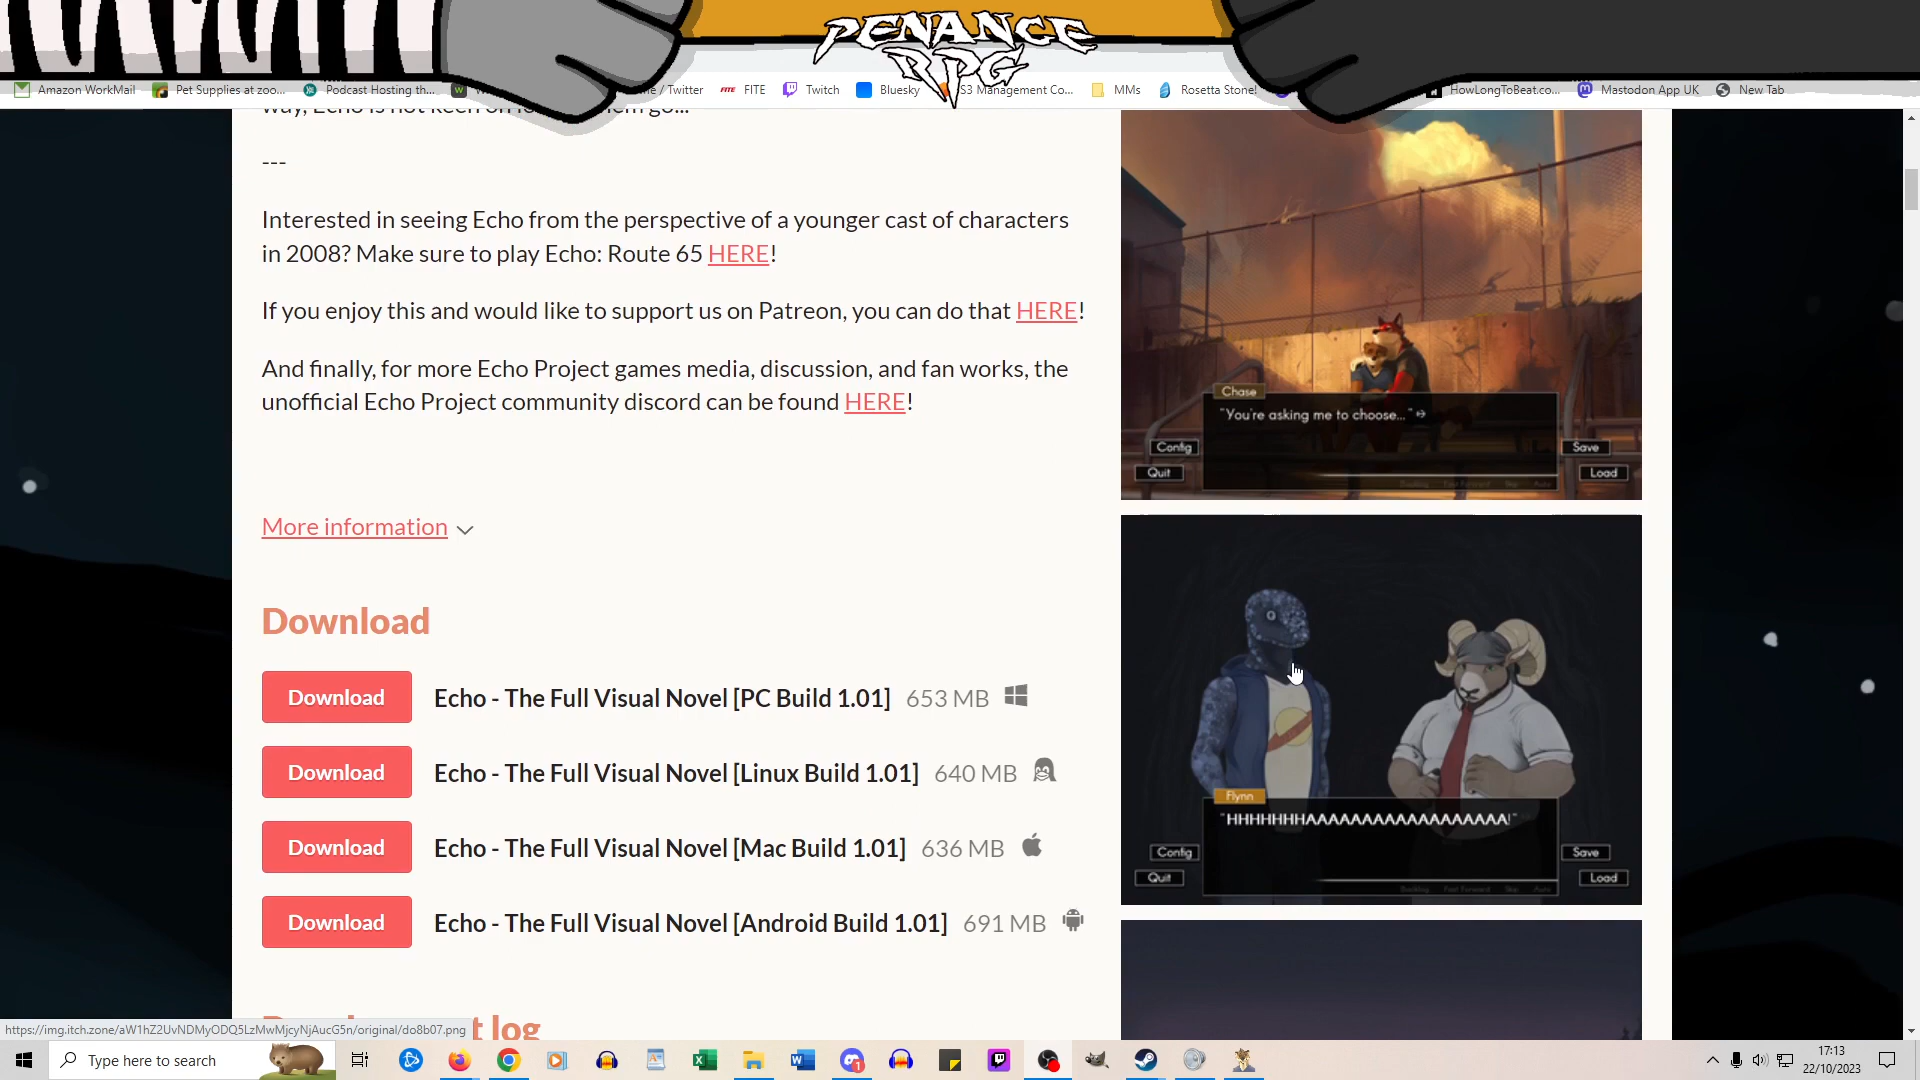 PENANCE
RPG
Amazon WorkMail
Pet Supplies at zoo...
Podcast Hosting th...
me / Twitter
FITE
FITE
Twitch
Bluesky
S3 Management Co...
MMs
Rosetta Stone!
HowLongToBeat.co...
Mastodon App UK
New Tab
---
Interested in seeing Echo from the perspective of a younger cast of characters
in 2008? Make sure to play Echo: Route 65 HERE!
If you enjoy this and would like to support us on Patreon, you can do that HERE!
And finally, for more Echo Project games media, discussion, and fan works, the
unofficial Echo Project community discord can be found HERE!
More information
Download
Download Echo - The Full Visual Novel [PC Build 1.01] 653 MB
Download Echo - The Full Visual Novel [Linux Build 1.01] 640 MB
Download Echo - The Full Visual Novel [Mac Build 1.01] 636 MB
Download Echo - The Full Visual Novel [Android Build 1.01] 691 MB
t log
Chase
"You're asking me to choose..."
Config
Save
Quit
Load
Flynn
"HHHHHHHAAAAAAAAAAAAAAAAAA!"
Config
Save
Quit
Load
Backlog Fast Forward Skip Auto
https://img.itch.zone/aW1hZ2UvNDMyODQ5LzMwMjcyNjAucG5n/original/do8b07.png
Type here to search
17:13
22/10/2023